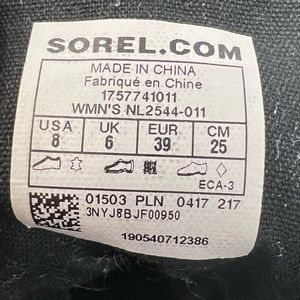 SOREL.COM
MADE IN CHINA
Fabriqué en Chine
1757741011
WMN'S NL2544-011
USA UK EUR CM
8 6 39 25
ECA-3
01503 PLN 0417 217
3NYJ8BJF00950
190540712386